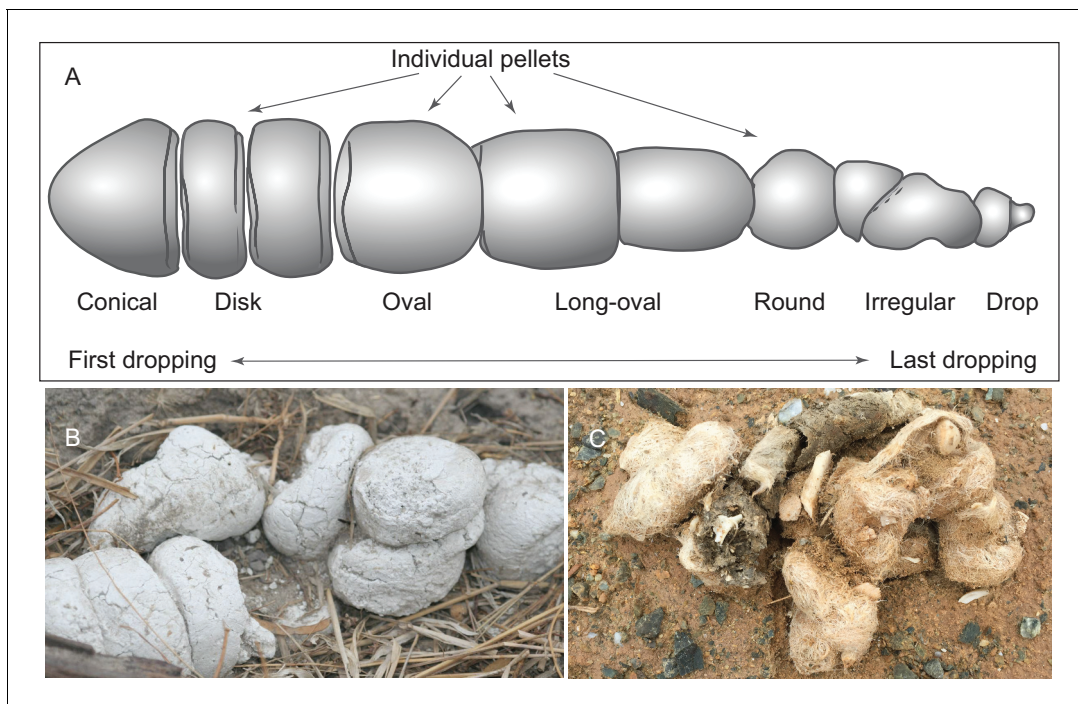 A
Individual pellets
Conical Disk Oval Long-oval Round Irregular Drop
First dropping Last dropping
B
C